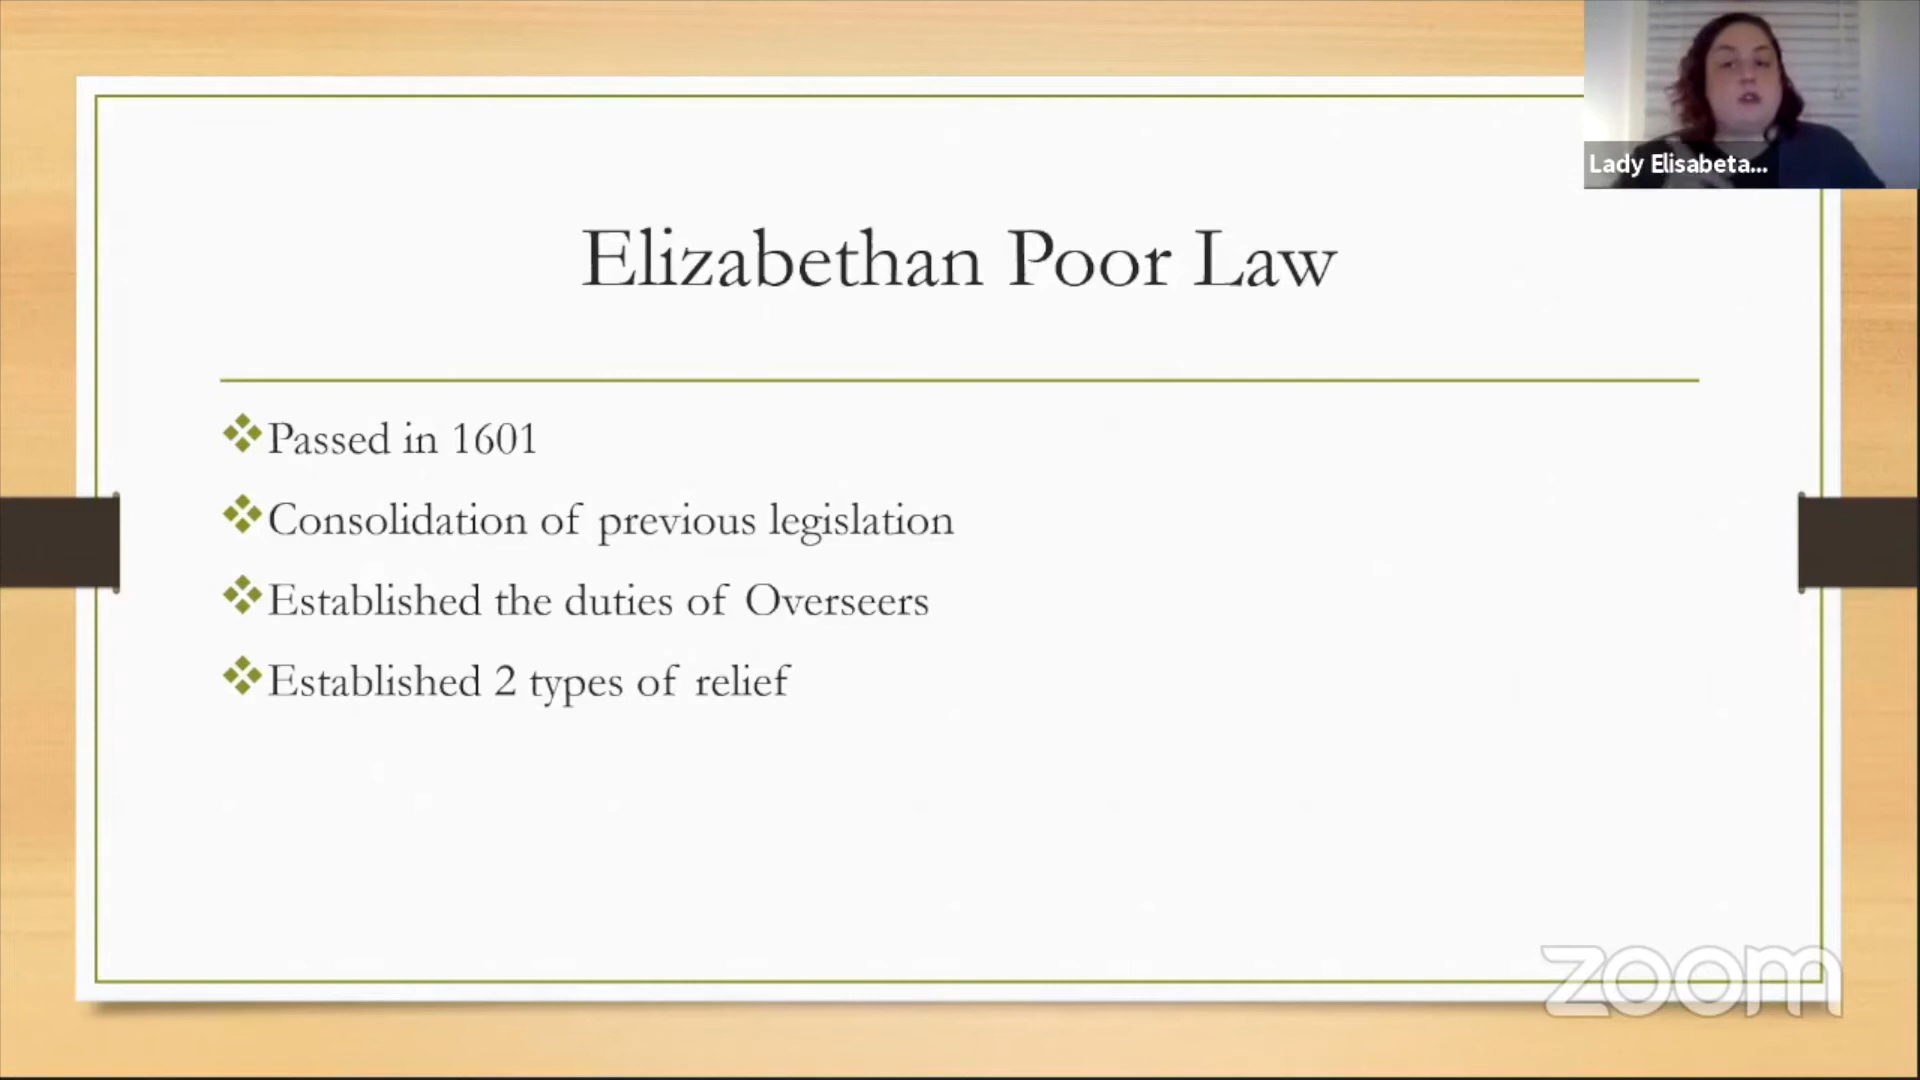 Lady Elisabeta...
Elizabethan Poor Law
Passed in 1601
Consolidation of previous legislation
Established the duties of Overseers
Established 2 types of relief
zoom